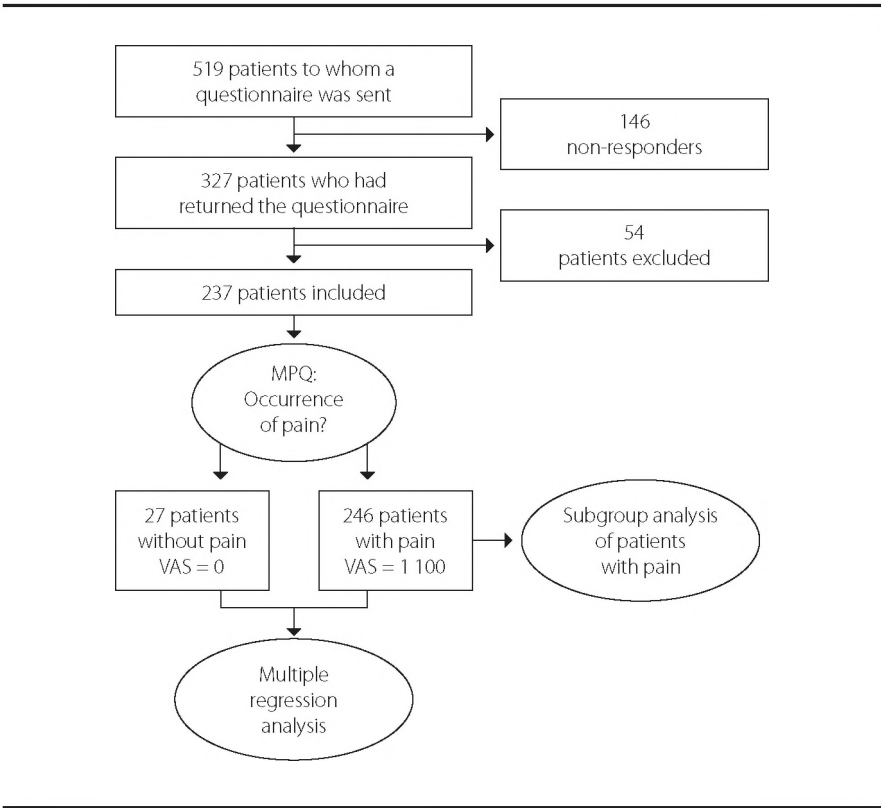 519 patients to whom a
questionnaire was sent
146
non-responders
327 patients who had
returned the questionnaire
54
patients excluded
237 patients included
MPQ:
Occurrence
of pain?
27 patients
without pain
VAS = 0
246 patients
with pain
VAS = 1 100
Subgroup analysis
of patients
with pain
Multiple
regression
analysis